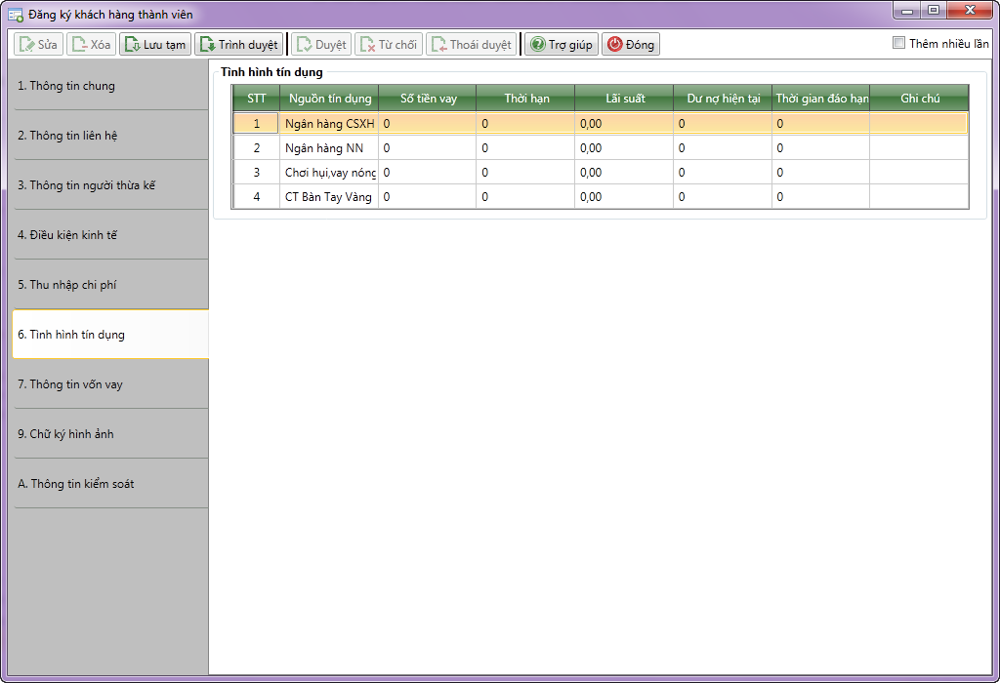 Đăng ký khách hàng thành viên
Sửa Xóa Lưu tạm Trình duyệt Duyệt Từ chối Thoái duyệt Trợ giúp Đóng Thêm nhiều lần
1. Thông tin chung
2. Thông tin liên hệ
3. Thông tin người thừa kế
4. Điều kiện kinh tế
5. Thu nhập chi phí
6. Tình hình tín dụng
7. Thông tin vốn vay
9. Chữ ký hình ảnh
A. Thông tin kiểm soát
Tình hình tín dụng
STT Nguồn tín dụng Số tiền vay Thời hạn Lãi suất Dư nợ hiện tại Thời gian đáo hạn Ghi chú
1 Ngân hàng CSXH 0 0 0,00 0 0
2 Ngân hàng NN 0 0 0,00 0 0
3 Chơi hụi,vay nóng 0 0 0,00 0 0
4 CT Bàn Tay Vàng 0 0 0,00 0 0